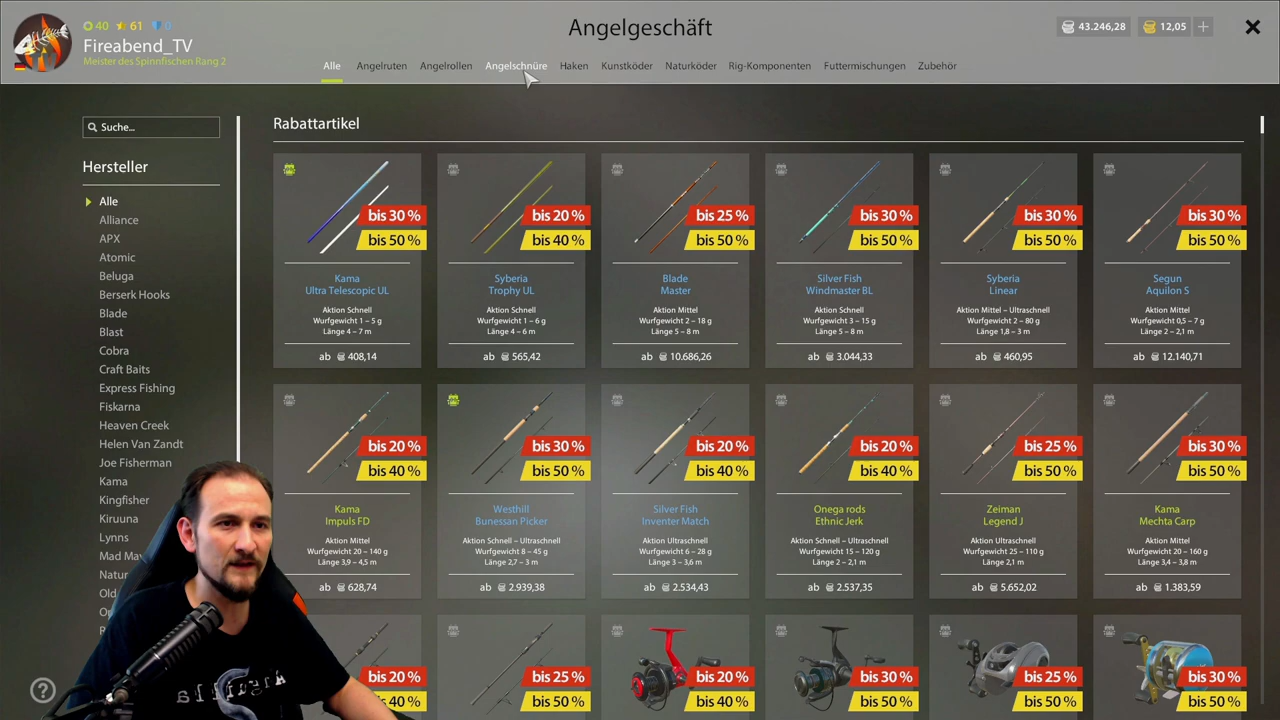 40 61 0
Fireabend_TV
Meister des Spinnfischen Rang 2
Angelgeschäft
43.246,28 12,05 +
Alle Angelruten Angelrollen Angelschnüre Haken Kunstköder Naturköder Rig-Komponenten Futtermischungen Zubehör
Suche...
Hersteller
Alle
Alliance
APX
Atomic
Beluga
Berserk Hooks
Blade
Blast
Cobra
Craft Baits
Express Fishing
Fiskarna
Heaven Creek
Helen Van Zandt
Joe Fisherman
Kama
Kingfisher
Kiruuna
Lynns
Rabattartikel
bis 30 % bis 20 % bis 25 % bis 30 % bis 30 % bis 30 %
bis 50 % bis 40 % bis 50 % bis 50 % bis 50 % bis 50 %
Kama Syberia Blade Silver Fish Syberia Segun
Ultra Telescopic UL Trophy UL Master Windmaster BL Linear Aquilon S
Aktion Schnell Aktion Schnell Aktion Mittel Aktion Schnell Aktion Mittel – Ultraschnell Aktion Mittel
Wurfgewicht 1 – 5 g Wurfgewicht 1 – 6 g Wurfgewicht 2 – 18 g Wurfgewicht 3 – 15 g Wurfgewicht 2 – 80 g Wurfgewicht 0,5 – 7 g
Länge 4 – 7 m Länge 4 – 6 m Länge 5 – 8 m Länge 5 – 8 m Länge 1,8 – 3 m Länge 2 – 2,1 m
ab 408,14 ab 565,42 ab 10.686,26 ab 3.044,33 ab 460,95 ab 12.140,71
bis 20 % bis 30 % bis 20 % bis 20 % bis 25 % bis 30 %
bis 40 % bis 50 % bis 40 % bis 40 % bis 50 % bis 50 %
Kama Westhill Silver Fish Onega rods Zeiman Kama
Impuls FD Bunessan Picker Inventer Match Ethnic Jerk Legend J Mechta Carp
Aktion Mittel Aktion Schnell – Ultraschnell Aktion Ultraschnell Aktion Schnell – Ultraschnell Aktion Ultraschnell Aktion Mittel
Wurfgewicht 20 – 140 g Wurfgewicht 8 – 45 g Wurfgewicht 6 – 28 g Wurfgewicht 15 – 120 g Wurfgewicht 25 – 110 g Wurfgewicht 20 – 160 g
Länge 3,9 – 4,5 m Länge 2,7 – 3 m Länge 3 – 3,6 m Länge 2 – 2,1 m Länge 2,1 m Länge 3,4 – 3,8 m
ab 628,74 ab 2.939,38 ab 2.534,43 ab 2.537,35 ab 5.652,02 ab 1.383,59
bis 20 % bis 25 % bis 20 % bis 30 % bis 25 % bis 30 %
40 % bis 50 % bis 40 % bis 50 % bis 50 % bis 50 %
?